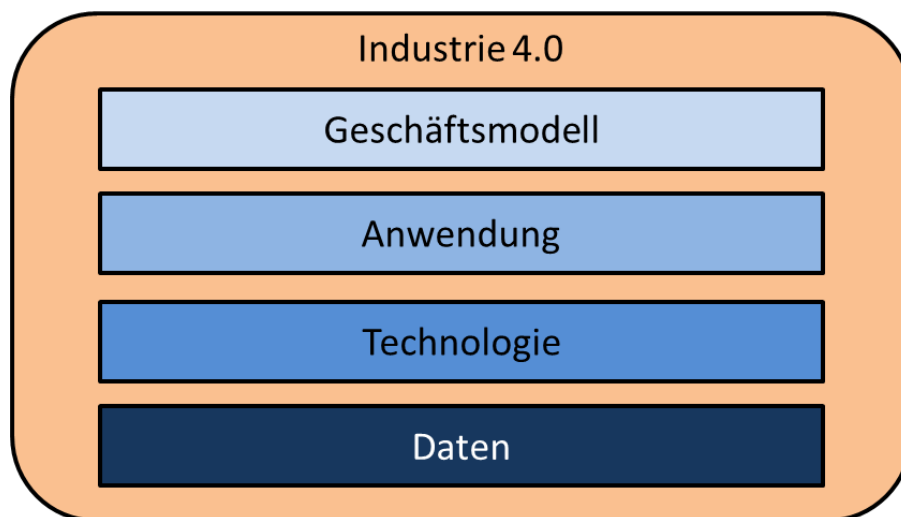 Industrie 4.0
Geschäftsmodell
Anwendung
Technologie
Daten